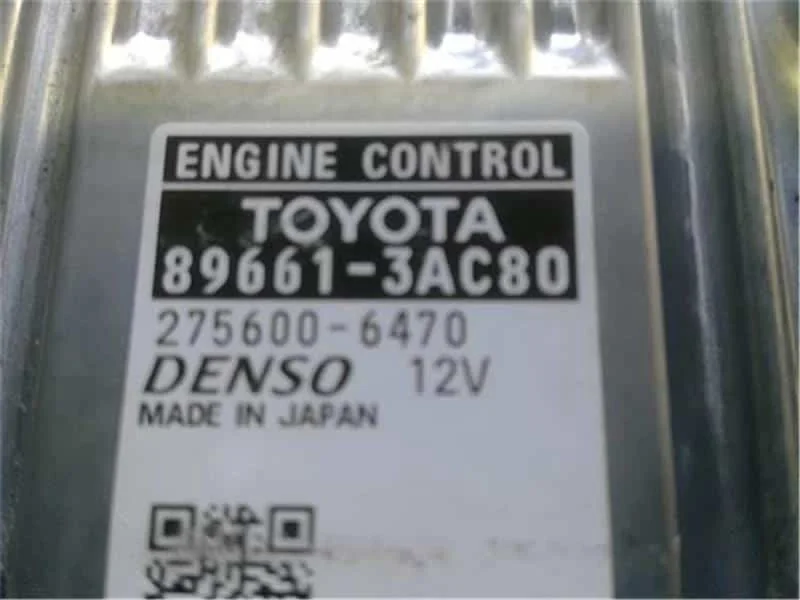 ENGINE CONTROL
TOYOTA
89661-3AC80
275600-6470
DENSO 12V
MADE IN JAPAN